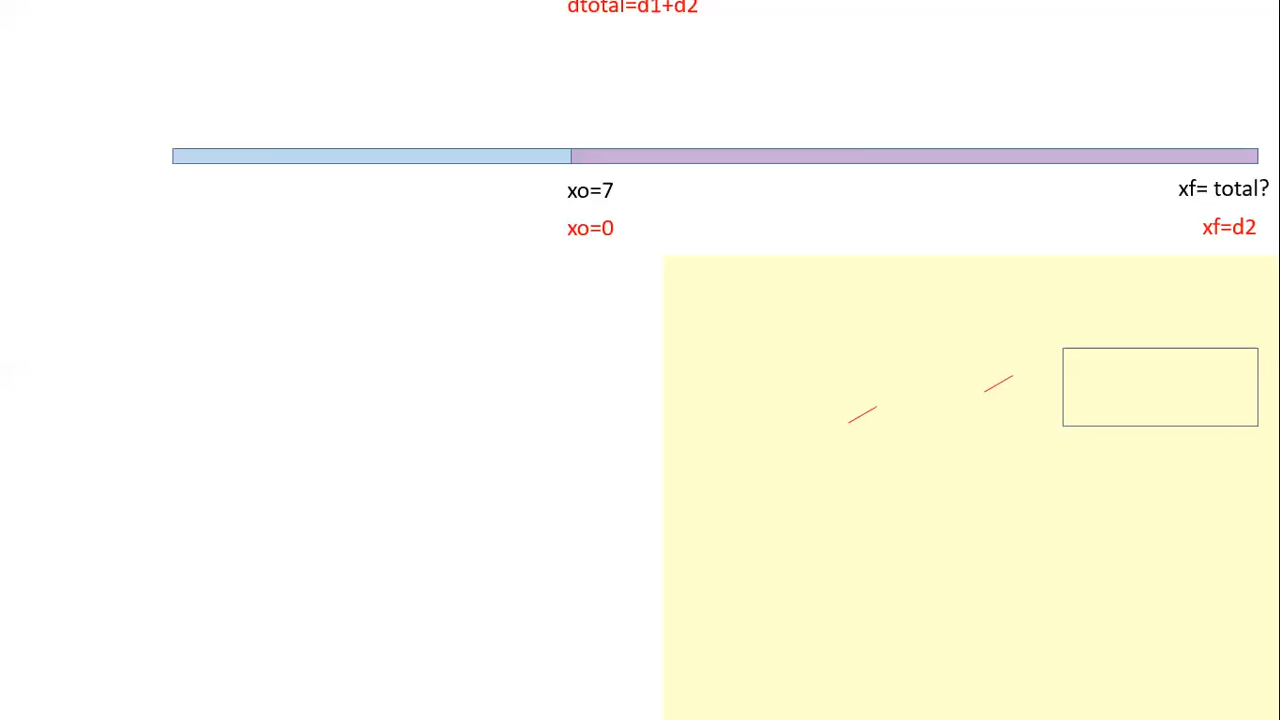 dtotal=d1+d2
xo=7
xf= total?
xo=0
xf=d2